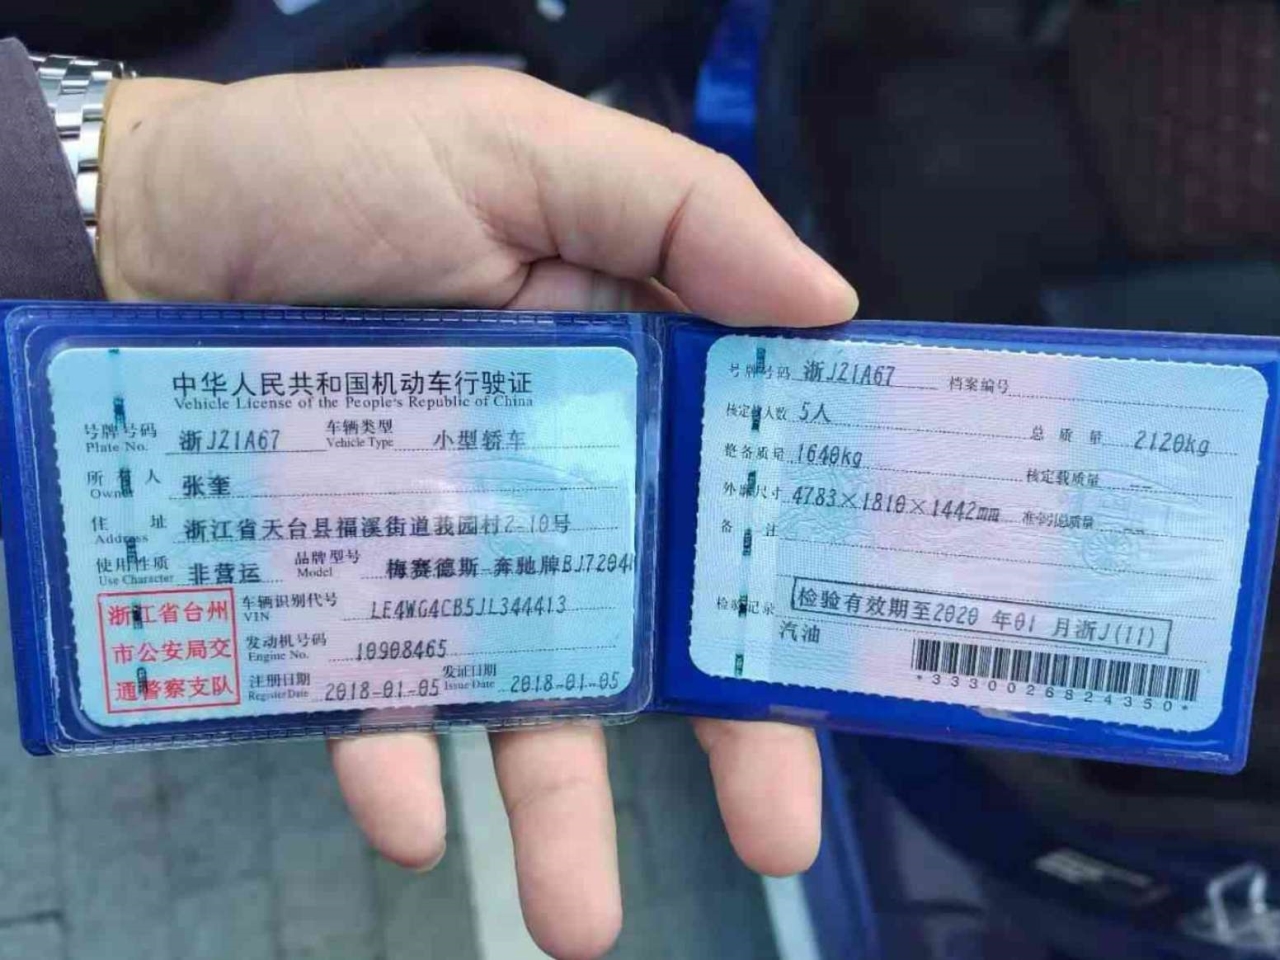 中华人民共和国机动车行驶证
Vehicle License of the People's Republic of China
号牌号码 浙JZ1A67 车辆类型 小型轿车
Plate No. Vehicle Type
所有人 张奎
Owner
住址 浙江省天台县福溪街道莪园村2-10号
Address
使用性质 非营运 品牌型号 梅赛德斯-奔驰牌BJ7204
Use Character Model
浙江省台州
市公安局交
通警察支队
车辆识别代号 LE4WG4CB5JL344413
VIN
发动机号码 10908465
Engine No.
注册日期 2018-01-05 发证日期 2018-01-05
Register Date Issue Date
号牌号码 浙JZ1A67 档案编号
核定载人数 5人 总质量 2120kg
整备质量 1640kg 核定载质量 --
外廓尺寸 4783×1810×1442mm 准牵引总质量 --
备注
检验记录 检验有效期至2020年01月浙J(11)
汽油
*3330026824350*